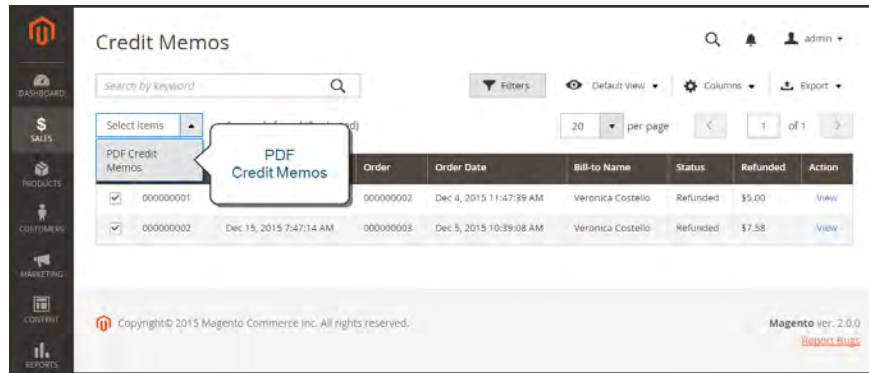 Credit Memos
admin
DASHBOARD
Search by keyword
Filters
Default View
Columns
Export
$
SALES
Select Items
20
per page
1
of 1
PDF Credit
Memos
PDF
Credit Memos
Order
Order Date
Bill-to Name
Status
Refunded
Action
PRODUCTS
000000001
000000002
Dec 4, 2015 11:47:39 AM
Veronica Costello
Refunded
$5.00
View
CUSTOMERS
000000002
Dec 15, 2015 7:47:14 AM
000000003
Dec 5, 2015 10:39:08 AM
Veronica Costello
Refunded
$7.58
View
MARKETING
CONTENT
Copyright© 2015 Magento Commerce Inc. All rights reserved.
Magento ver. 2.0.0
Report Bugs
REPORTS